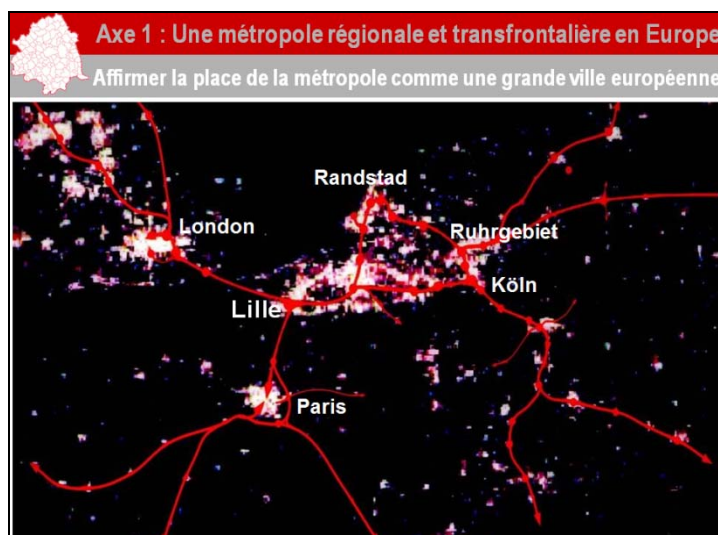 Axe 1 : Une métropole régionale et transfrontalière en Europe
Affirmer la place de la métropole comme une grande ville européenne
Randstad
London
Ruhrgebiet
Köln
Lille
Paris